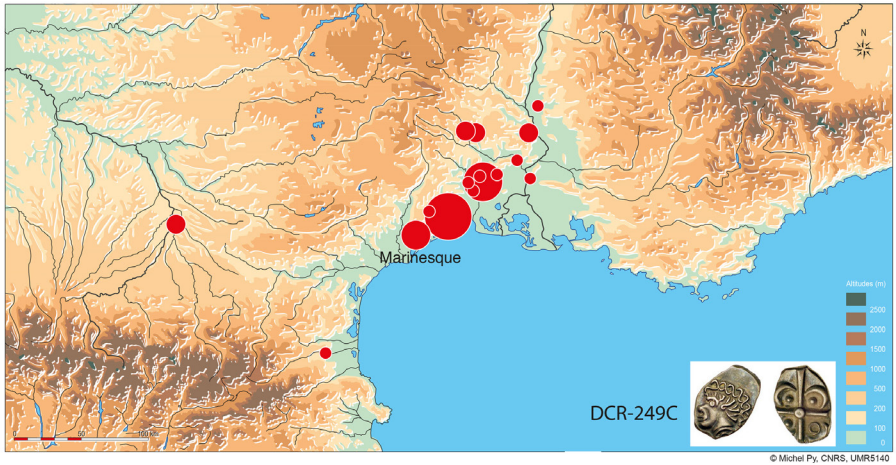 N
Marinesque
Altitudes (m)
2500
2000
1500
1000
500
200
100
0
0 50 100 km
DCR-249C
© Michel Py, CNRS, UMR5140